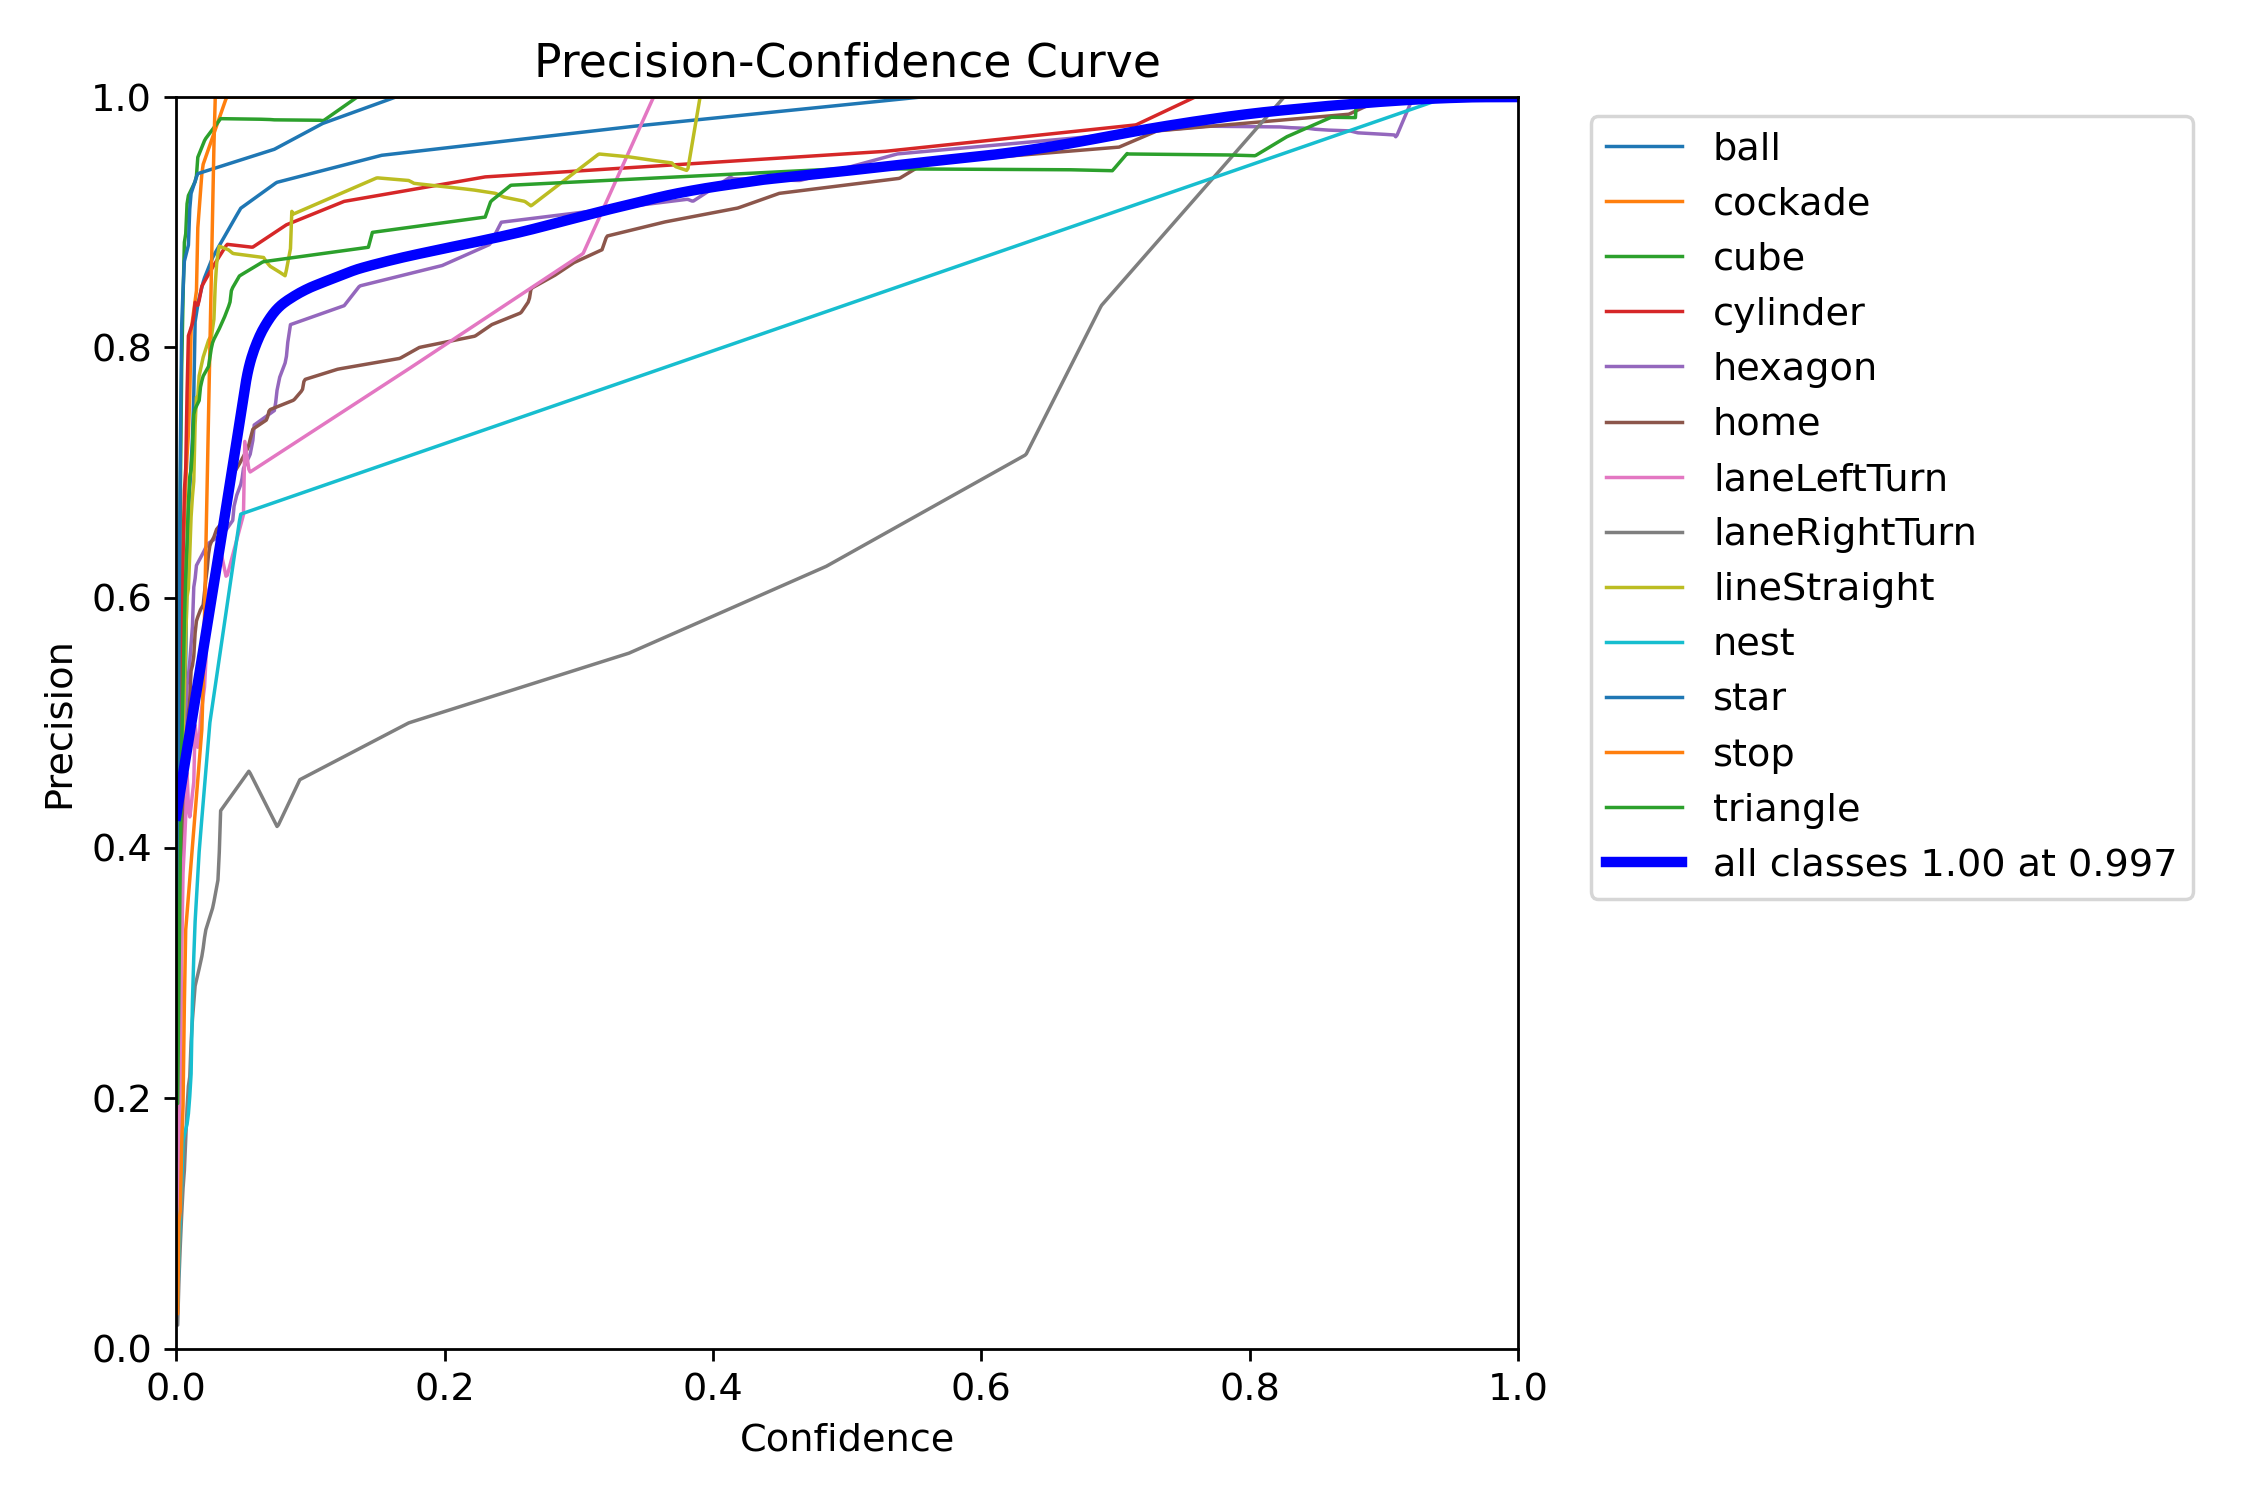 Precision-Confidence Curve
1.0
0.8
0.6
0.4
0.2
0.0
Precision
0.0 0.2 0.4 0.6 0.8 1.0
Confidence
ball
cockade
cube
cylinder
hexagon
home
laneLeftTurn
laneRightTurn
lineStraight
nest
star
stop
triangle
all classes 1.00 at 0.997